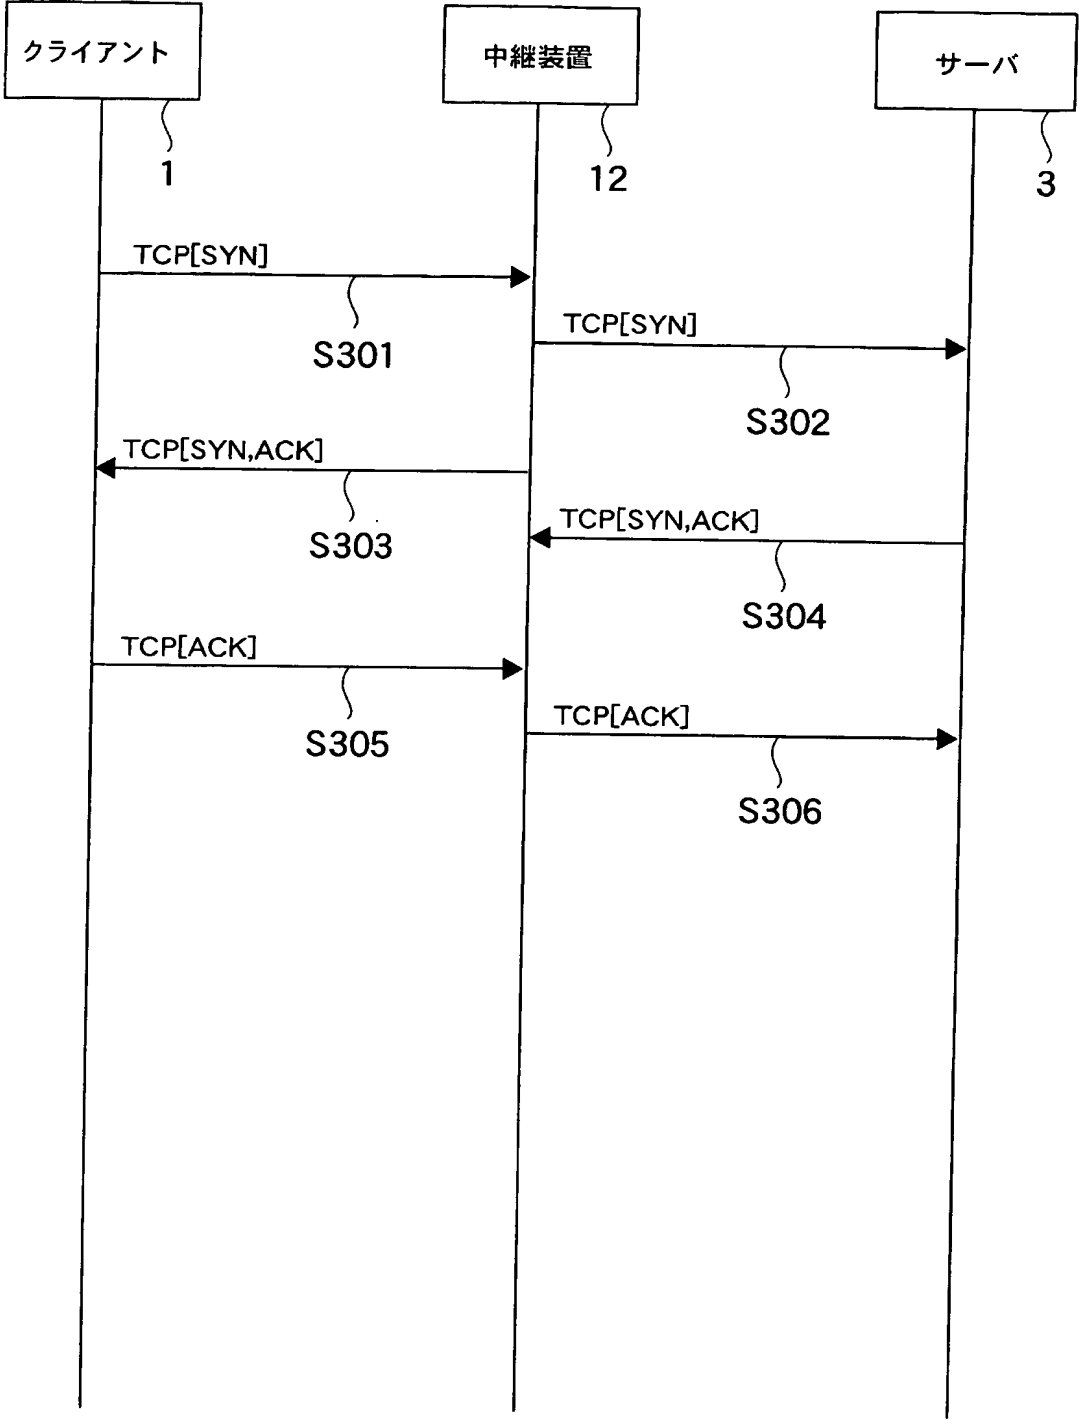 クライアント
中継装置
サーバ
1
12
3
TCP[SYN]
S301
TCP[SYN]
S302
TCP[SYN,ACK]
S303
TCP[SYN,ACK]
S304
TCP[ACK]
S305
TCP[ACK]
S306